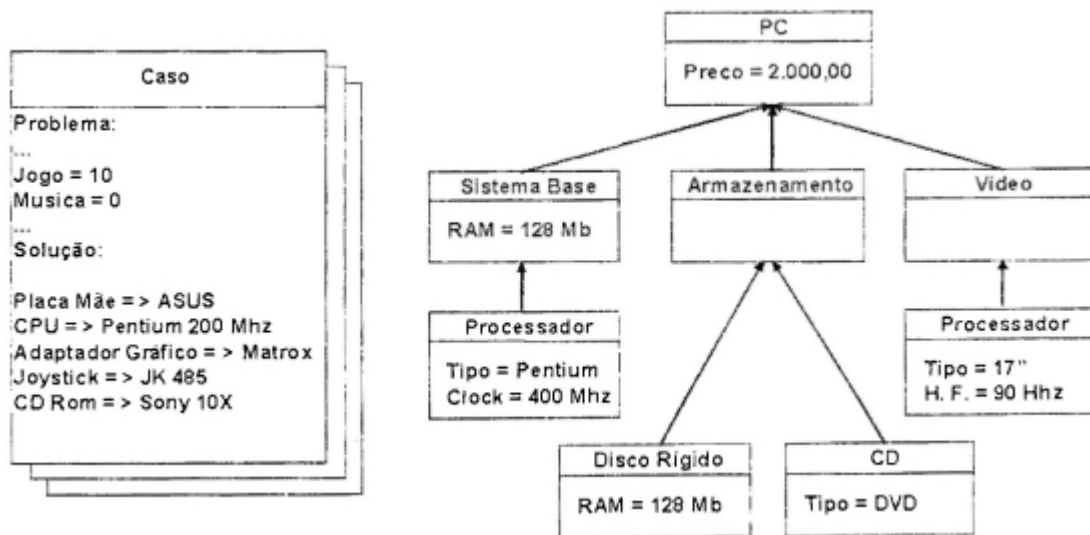 Caso
Problema:
...
Jogo = 10
Musica = 0
...
Solução:
Placa Mãe = > ASUS
CPU = > Pentium 200 Mhz
Adaptador Gráfico = > Matrox
Joystick = > JK 485
CD Rom = > Sony 10X
PC
Preco = 2.000,00
Sistema Base
RAM = 128 Mb
Armazenamento
Video
Processador
Tipo = Pentium
Clock = 400 Mhz
Processador
Tipo = 17"
H. F. = 90 Hhz
Disco Rígido
RAM = 128 Mb
CD
Tipo = DVD